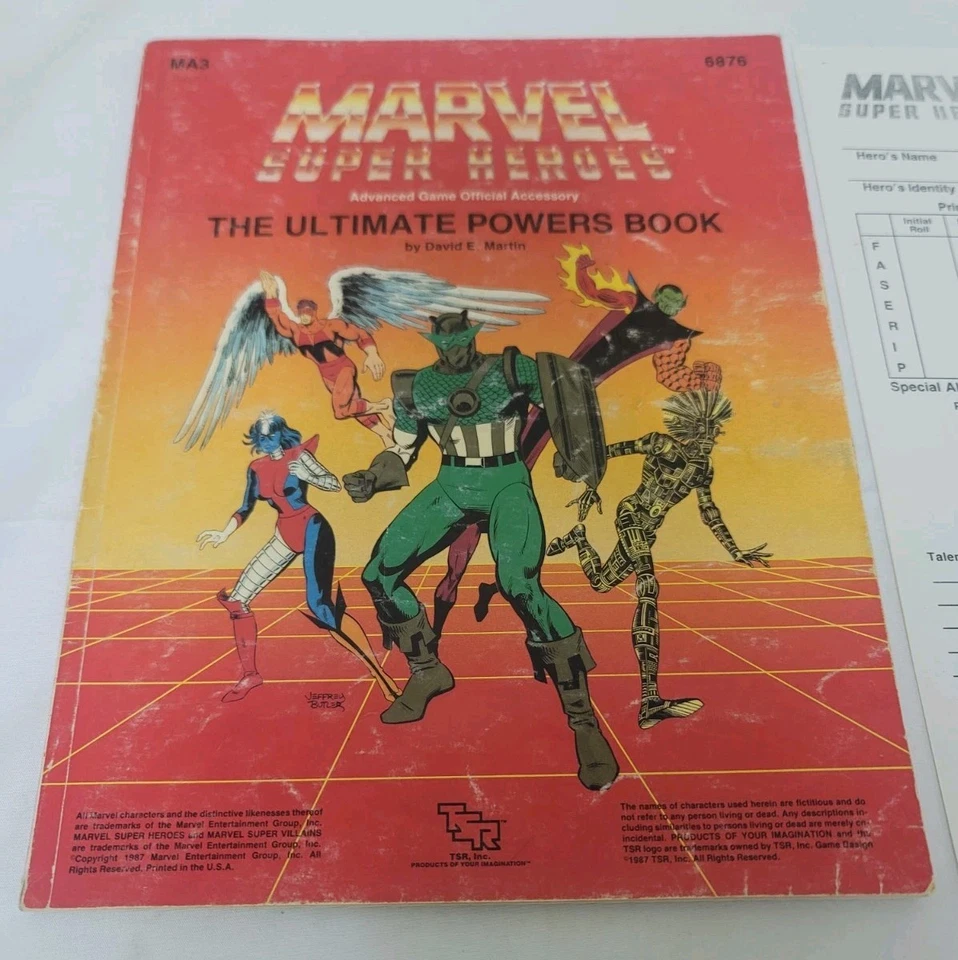 MA3
6876
MARVEL
SUPER HEROES™
Advanced Game Official Accessory
THE ULTIMATE POWERS BOOK
by David E. Martin
JEFFREY
BUTLER
All Marvel characters and the distinctive likenesses thereof
are trademarks of the Marvel Entertainment Group, Inc.
MARVEL SUPER HEROES and MARVEL SUPER VILLAINS
are trademarks of the Marvel Entertainment Group, Inc.
©Copyright 1987 Marvel Entertainment Group, Inc. All
Rights Reserved. Printed in the U.S.A.
TSR
TSR, Inc.
PRODUCTS OF YOUR IMAGINATION™
The names of characters used herein are fictitious and do
not refer to any person living or dead. Any descriptions in-
cluding similarities to persons living or dead are merely co-
incidental. PRODUCTS OF YOUR IMAGINATION and the
TSR logo are trademarks owned by TSR, Inc. Game Design
©1987 TSR, Inc. All Rights Reserved.
MARV
SUPER HE
Hero's Name
Hero's Identity
Pri
Initial
Roll
F
A
S
E
R
I
P
Special A
Talen